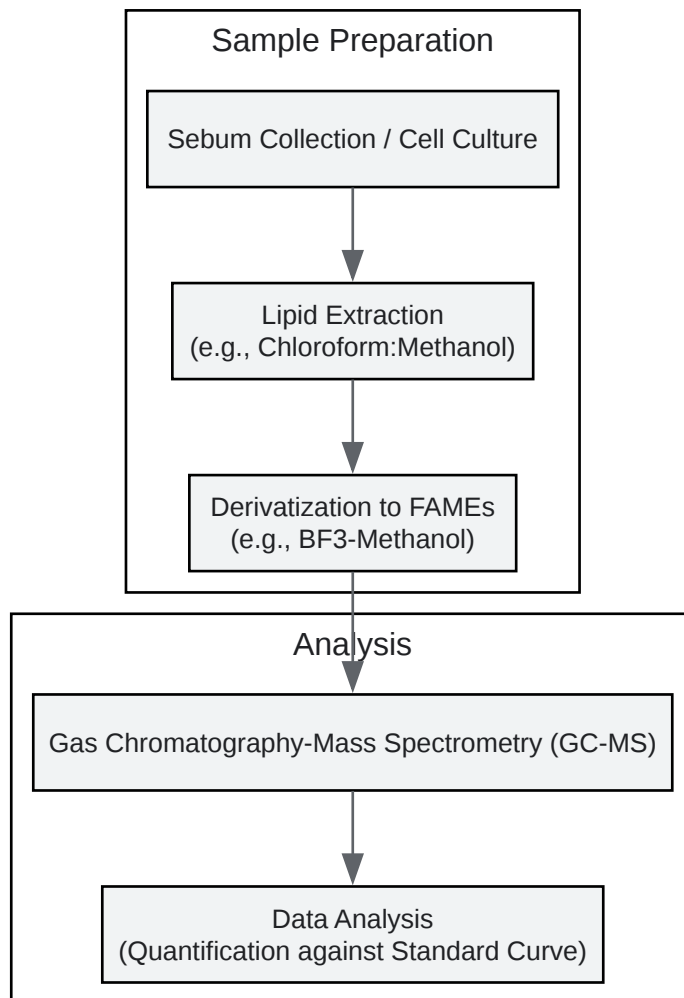 Sample Preparation
Sebum Collection / Cell Culture
Lipid Extraction
(e.g., Chloroform:Methanol)
Derivatization to FAMEs
(e.g., BF3-Methanol)
Analysis
Gas Chromatography-Mass Spectrometry (GC-MS)
Data Analysis
(Quantification against Standard Curve)